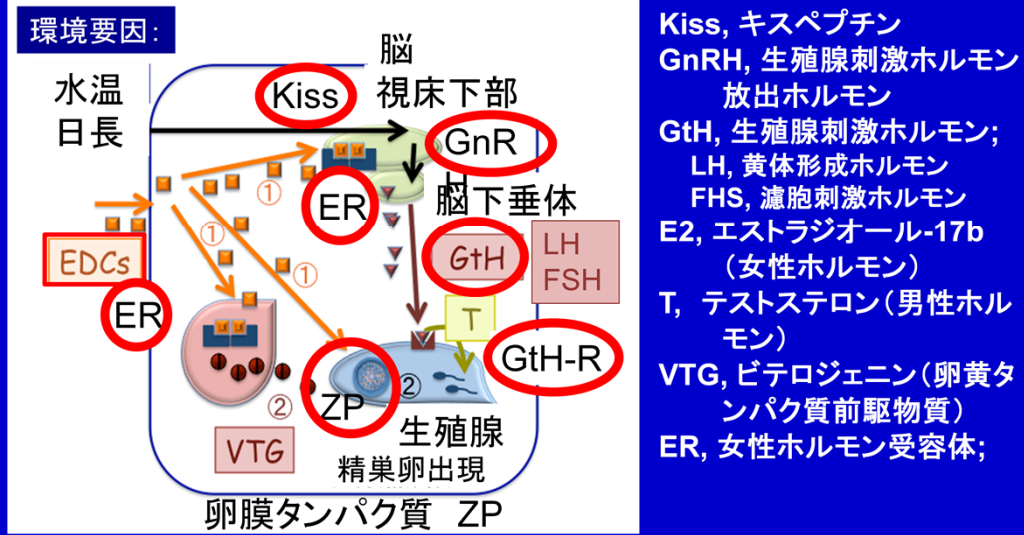 環境要因:
水温
日長
脳
視床下部
Kiss
GnR
H
脳下垂体
ER
①
①
①
EDCs
ER
GtH
LH
FSH
T
GtH-R
②
ZP
②
VTG
生殖腺
精巣卵出現
卵膜タンパク質 ZP
Kiss, キスペプチン
GnRH, 生殖腺刺激ホルモン
放出ホルモン
GtH, 生殖腺刺激ホルモン;
LH, 黄体形成ホルモン
FHS, 濾胞刺激ホルモン
E2, エストラジオール-17b
（女性ホルモン）
T, テストステロン（男性ホル
モン）
VTG, ビテロジェニン（卵黄タ
ンパク質前駆物質）
ER, 女性ホルモン受容体;